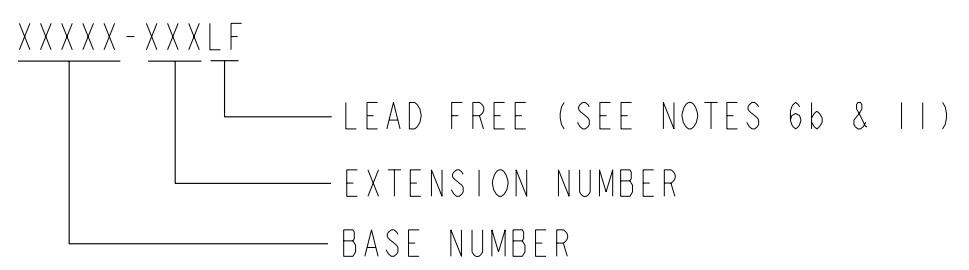 XXXXX-XXXLF
LEAD FREE (SEE NOTES 6b & 11)
EXTENSION NUMBER
BASE NUMBER